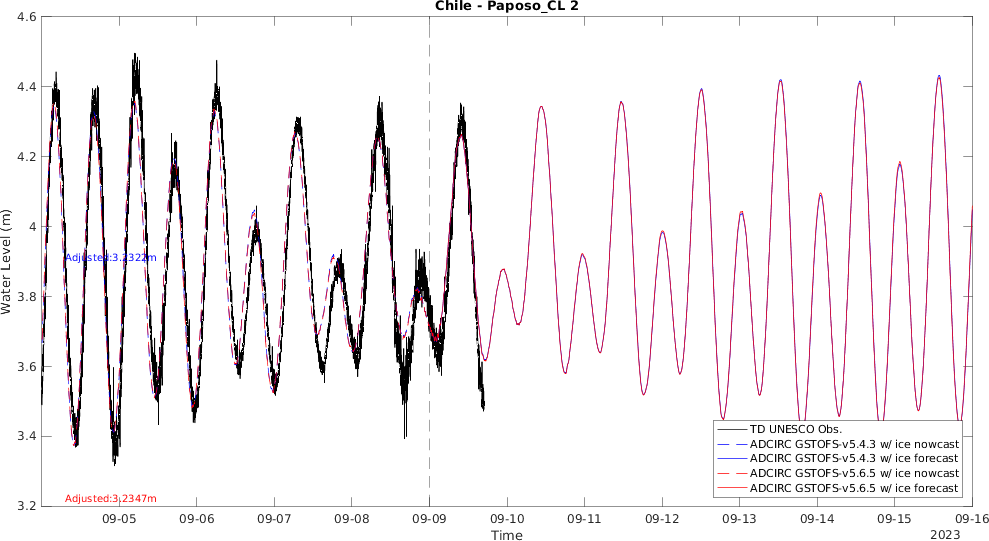 Chile - Paposo_CL 2
Water Level (m)
4.6
4.4
4.2
4
3.8
3.6
3.4
3.2
Adjusted:3.2322m
Adjusted:3.2347m
TD UNESCO Obs.
ADCIRC GSTOFS-v5.4.3 w/ ice nowcast
ADCIRC GSTOFS-v5.4.3 w/ ice forecast
ADCIRC GSTOFS-v5.6.5 w/ ice nowcast
ADCIRC GSTOFS-v5.6.5 w/ ice forecast
09-05 09-06 09-07 09-08 09-09 09-10 09-11 09-12 09-13 09-14 09-15 09-16
Time
2023